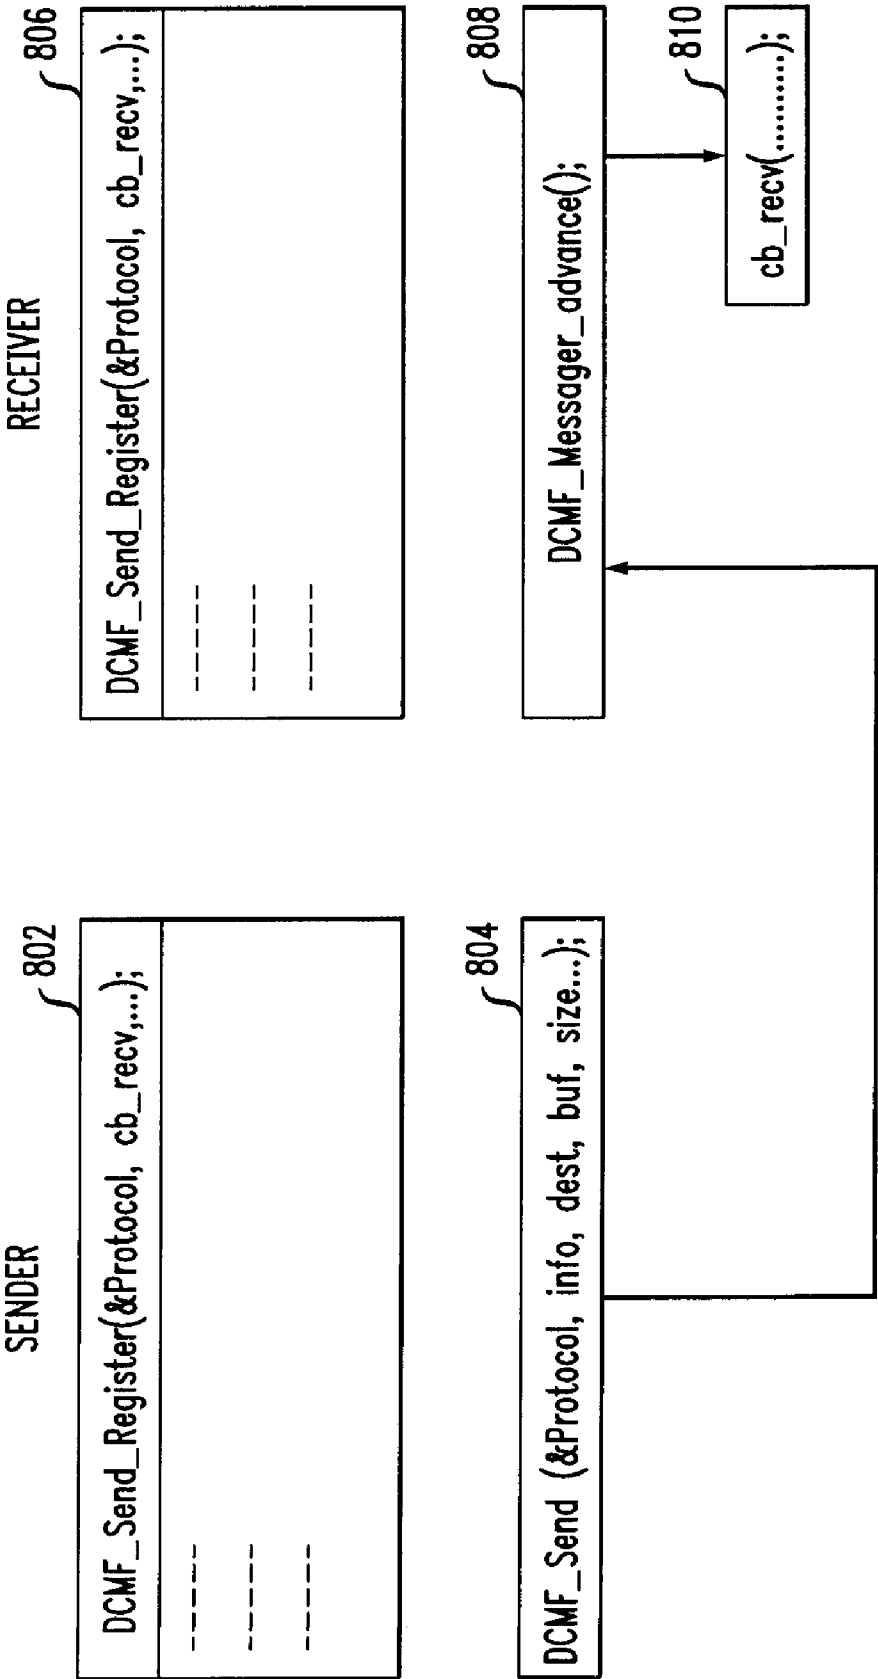 SENDER
802
DCMF_Send_Register(&Protocol, cb_recv,...);
804
DCMF_Send (&Protocol, info, dest, buf, size...);
RECEIVER
806
DCMF_Send_Register(&Protocol, cb_recv,...);
808
DCMF_Messager_advance();
810
cb_recv(...........);